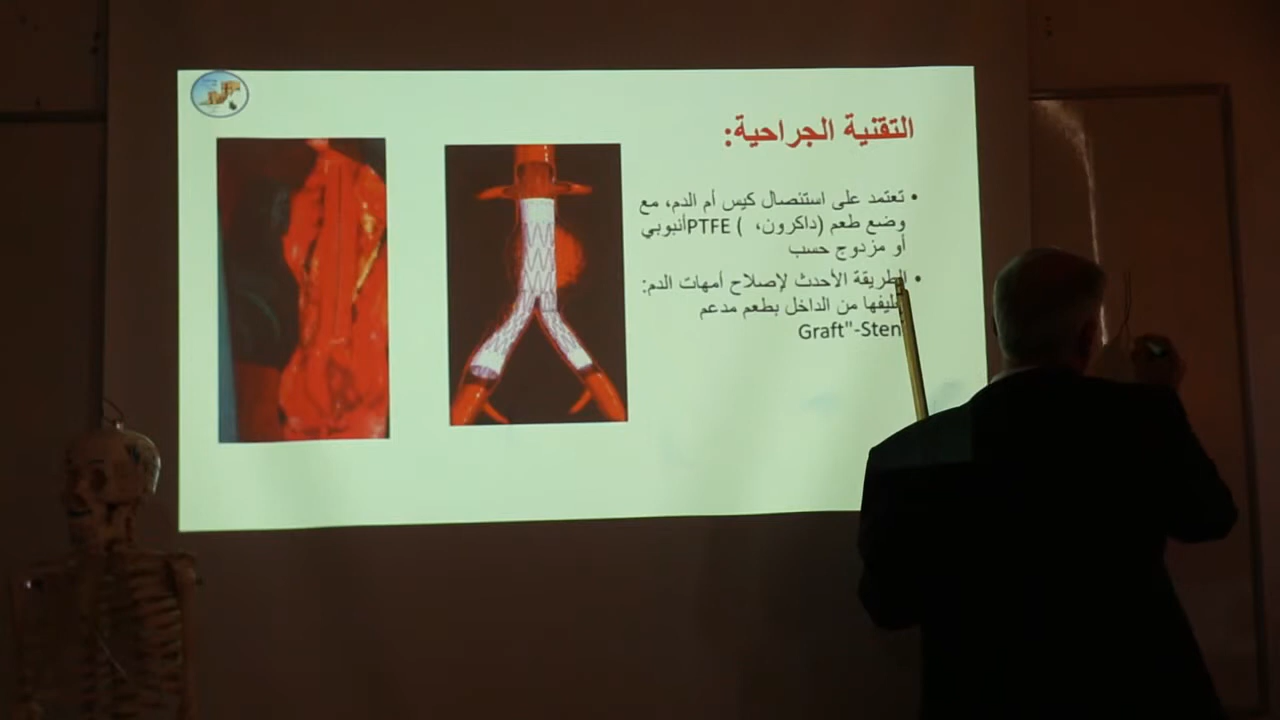 التقنية الجراحية:
• تعتمد على استئصال كيس أم الدم، مع
وضع طعم (داكرون، PTFE ( أنبوبي
أو مزدوج حسب
• الطريقة الأحدث لإصلاح أمهات الدم:
من الداخل بطعم مدعم
Graft"-Sten